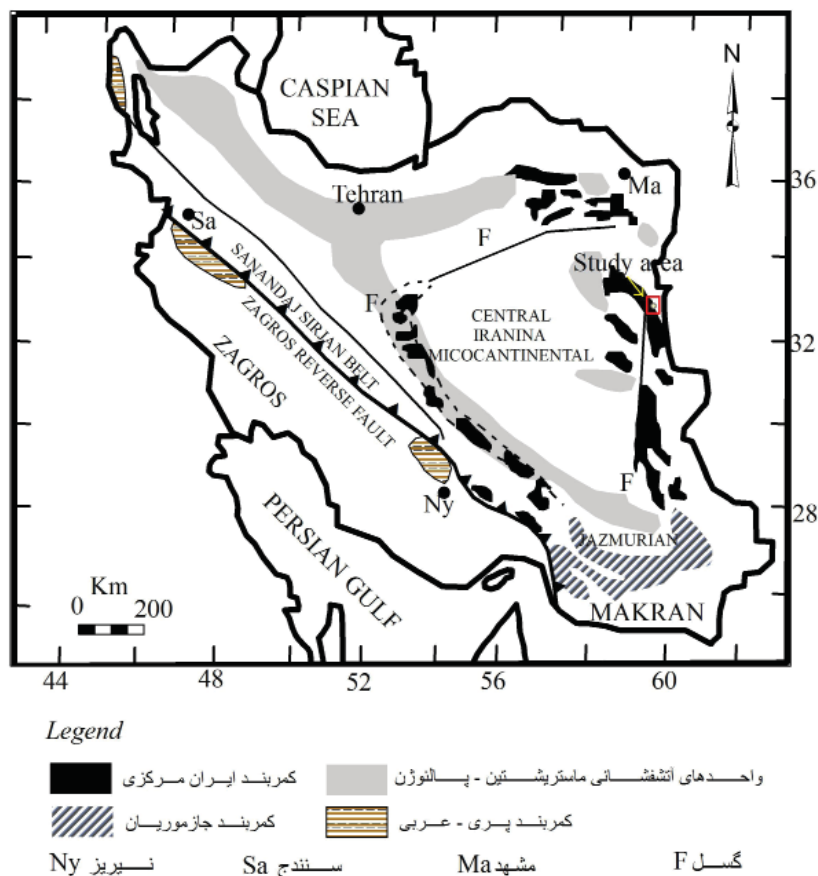 N
CASPIAN
SEA
36
Tehran
Ma
Sa
F
Study area
SANANDAJ SIRJAN BELT
F
CENTRAL
IRANINA
MICOCANTINENTAL
ZAGROS REVERSE FAULT
32
ZAGROS
F
Ny
28
PERSIAN GULF
JAZMURIAN
Km
0 200
MAKRAN
44 48 52 56 60
Legend
کمربند ایران مرکزی
واحدهای آتشفشانی ماستریشتین - پالئوژن
کمربند جازموریان
کمربند پری - عربی
Ny نیریز Sa سنندج Ma مشهد F گسل